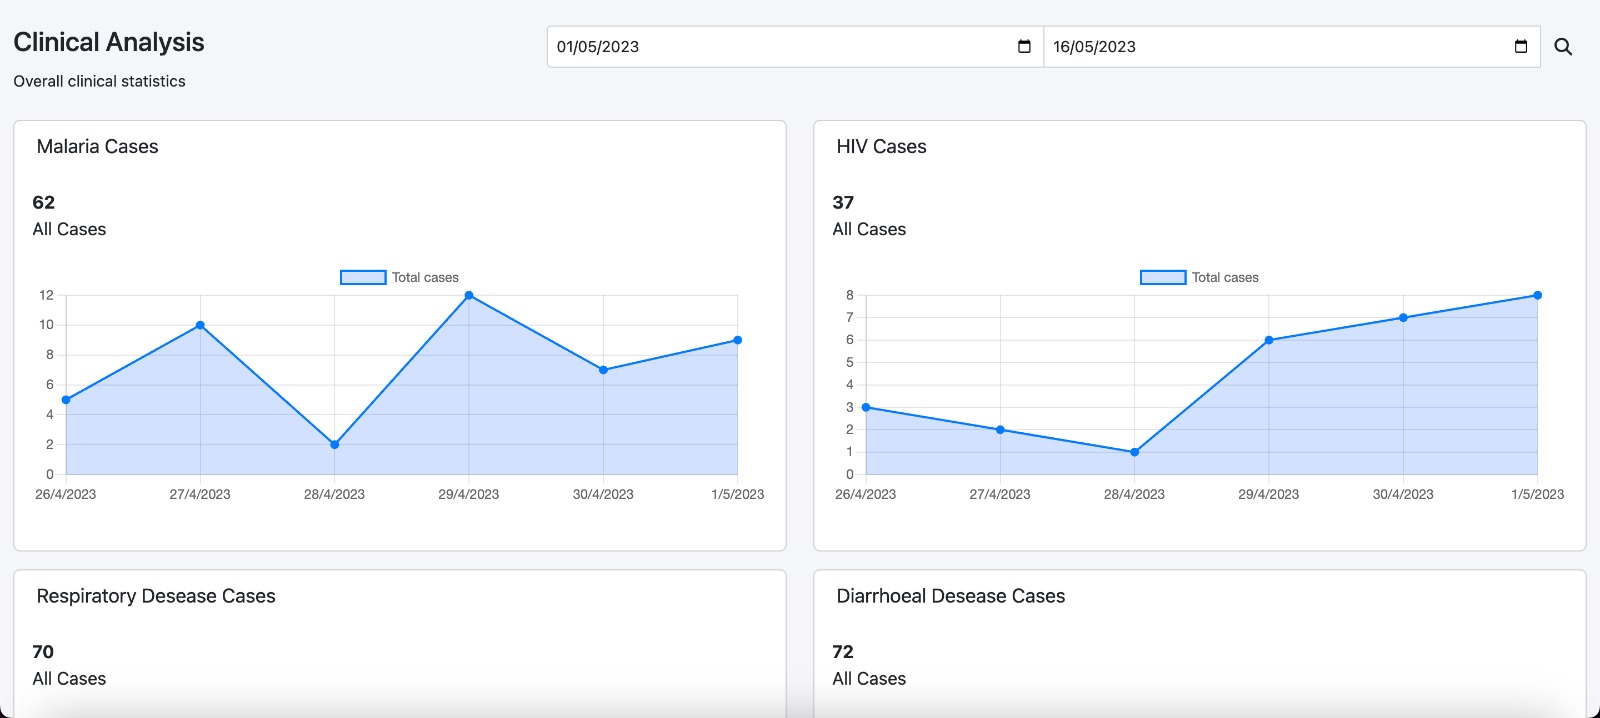 Clinical Analysis
Overall clinical statistics
01/05/2023
16/05/2023
Malaria Cases
62
All Cases
Total cases
12
10
8
6
4
2
0
26/4/2023 27/4/2023 28/4/2023 29/4/2023 30/4/2023 1/5/2023
HIV Cases
37
All Cases
Total cases
8
7
6
5
4
3
2
1
0
26/4/2023 27/4/2023 28/4/2023 29/4/2023 30/4/2023 1/5/2023
Respiratory Desease Cases
70
All Cases
Diarrhoeal Desease Cases
72
All Cases